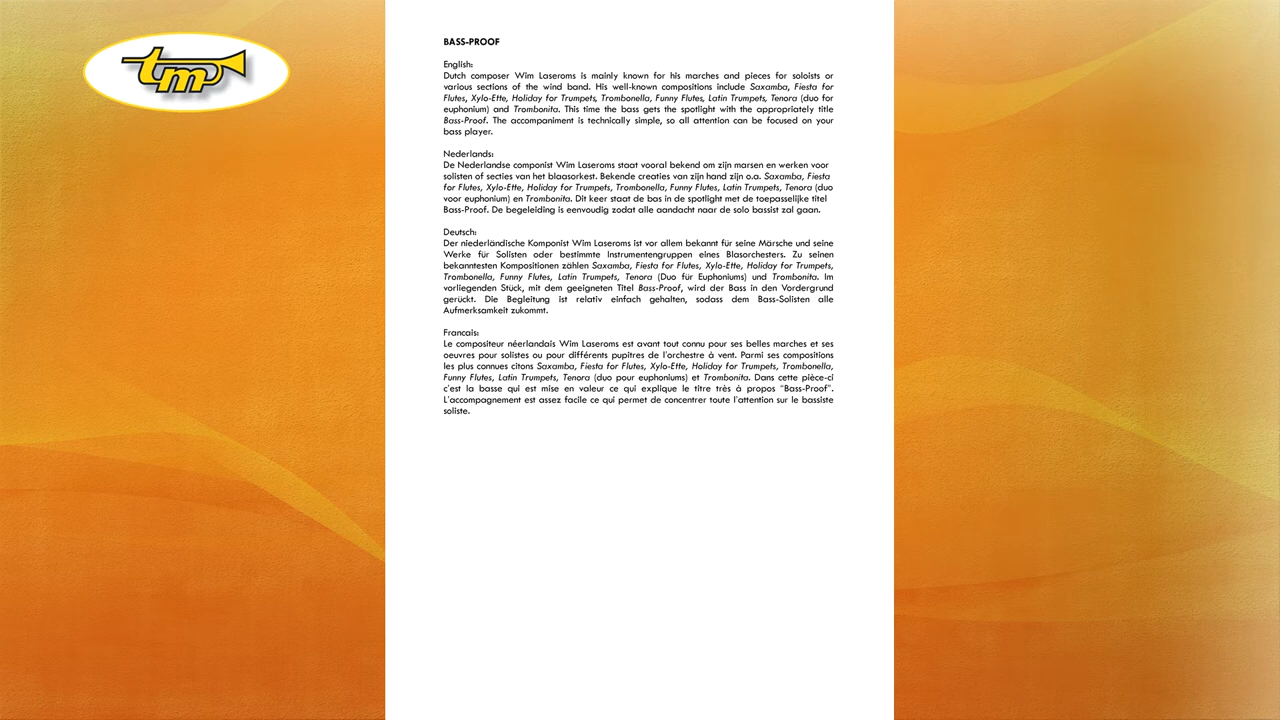 tm
BASS-PROOF
English:
Dutch composer Wim Laseroms is mainly known for his marches and pieces for soloists or
various sections of the wind band. His well-known compositions include Saxamba, Fiesta for
Flutes, Xylo-Ette, Holiday for Trumpets, Trombonella, Funny Flutes, Latin Trumpets, Tenora (duo for
euphonium) and Trombonita. This time the bass gets the spotlight with the appropriately title
Bass-Proof. The accompaniment is technically simple, so all attention can be focused on your
bass player.
Nederlands:
De Nederlandse componist Wim Laseroms staat vooral bekend om zijn marsen en werken voor
solisten of secties van het blaasorkest. Bekende creaties van zijn hand zijn o.a. Saxamba, Fiesta
for Flutes, Xylo-Ette, Holiday for Trumpets, Trombonella, Funny Flutes, Latin Trumpets, Tenora (duo
voor euphonium) en Trombonita. Dit keer staat de bas in de spotlight met de toepasselijke titel
Bass-Proof. De begeleiding is eenvoudig zodat alle aandacht naar de solo bassist zal gaan.
Deutsch:
Der niederländische Komponist Wim Laseroms ist vor allem bekannt für seine Märsche und seine
Werke für Solisten oder bestimmte Instrumentengruppen eines Blasorchesters. Zu seinen
bekanntesten Kompositionen zählen Saxamba, Fiesta for Flutes, Xylo-Ette, Holiday for Trumpets,
Trombonella, Funny Flutes, Latin Trumpets, Tenora (Duo für Euphoniums) und Trombonita. Im
vorliegenden Stück, mit dem geeigneten Titel Bass-Proof, wird der Bass in den Vordergrund
gerückt. Die Begleitung ist relativ einfach gehalten, sodass dem Bass-Solisten alle
Aufmerksamkeit zukommt.
Francais:
Le compositeur néerlandais Wim Laseroms est avant tout connu pour ses belles marches et ses
oeuvres pour solistes ou pour différents pupitres de l'orchestre à vent. Parmi ses compositions
les plus connues citons Saxamba, Fiesta for Flutes, Xylo-Ette, Holiday for Trumpets, Trombonella,
Funny Flutes, Latin Trumpets, Tenora (duo pour euphoniums) et Trombonita. Dans cette pièce-ci
c'est la basse qui est mise en valeur ce qui explique le titre très à propos "Bass-Proof".
L'accompagnement est assez facile ce qui permet de concentrer toute l'attention sur le bassiste
soliste.